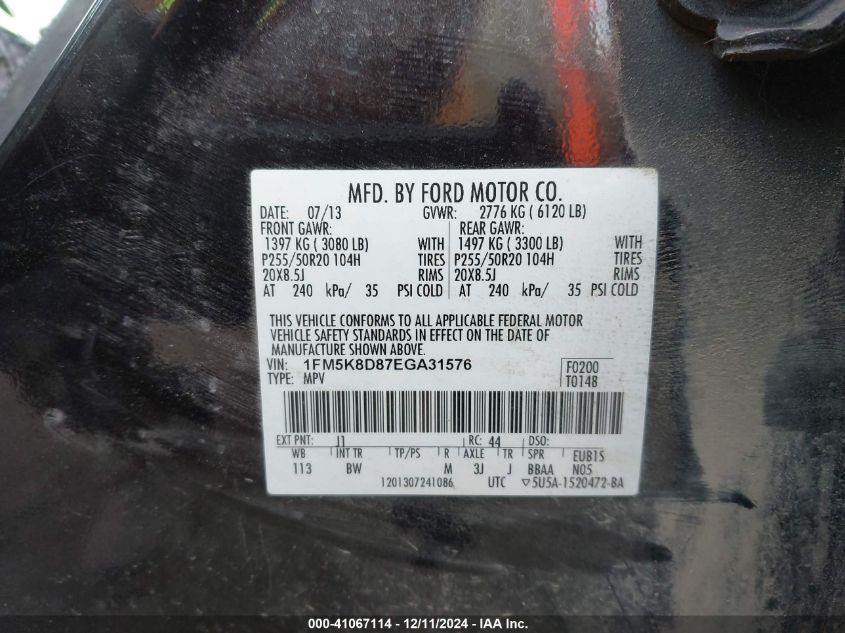 MFD. BY FORD MOTOR CO.
DATE: 07/13 GVWR: 2776 KG ( 6120 LB)
FRONT GAWR: REAR GAWR:
1397 KG ( 3080 LB) WITH 1497 KG ( 3300 LB) WITH
P255/50R20 104H TIRES P255/50R20 104H TIRES
20X8.5J RIMS 20X8.5J RIMS
AT 240 kPa/ 35 PSI COLD AT 240 kPa/ 35 PSI COLD
THIS VEHICLE CONFORMS TO ALL APPLICABLE FEDERAL MOTOR
VEHICLE SAFETY STANDARDS IN EFFECT ON THE DATE OF
MANUFACTURE SHOWN ABOVE.
VIN: 1FM5K8D87EGA31576 F0200
TYPE: MPV T0148
EXT PNT: J1 RC: 44 DSO:
WB INT TR TP/PS R AXLE TR SPR EUB1S
113 BW M 3J J BBAA N05
1201307241086 UTC ▽5U5A-1520472-BA
000-41067114 - 12/11/2024 - IAA Inc.